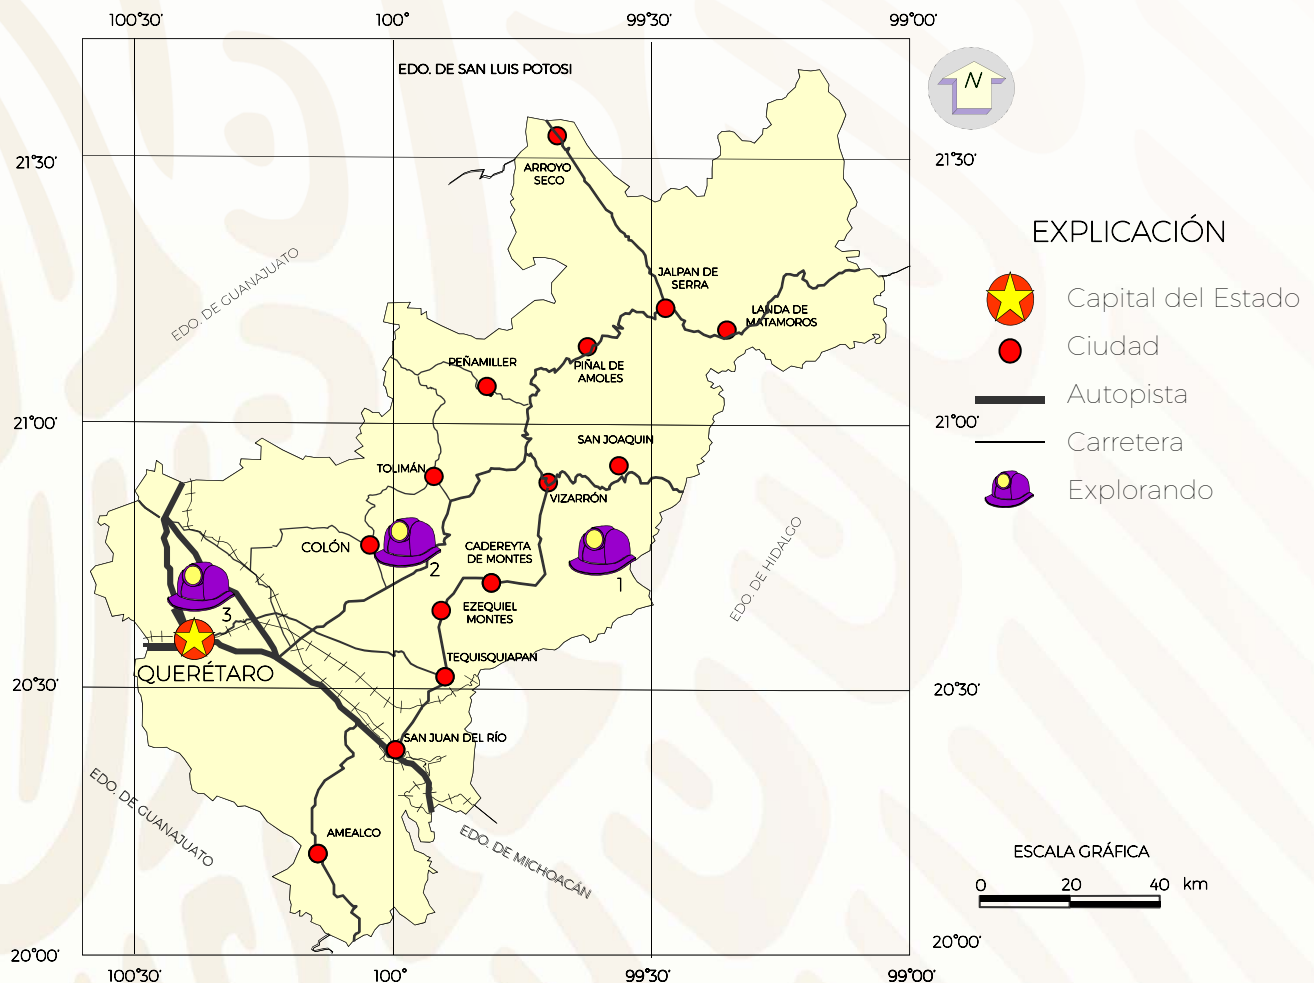 100°30'
100°
99°30'
99°00'
EDO. DE SAN LUIS POTOSI
N
21°30'
21°30'
ARROYO
SECO
EXPLICACIÓN
EDO. DE GUANAJUATO
JALPAN DE
SERRA
Capital del Estado
LANDA DE
MATAMOROS
Ciudad
PEÑAMILLER
PIÑAL DE
AMOLES
Autopista
21°00'
21°00'
SAN JOAQUIN
Carretera
TOLIMÁN
VIZARRÓN
Explorando
COLÓN
CADEREYTA
DE MONTES
2
1
EDO. DE HIDALGO
3
EZEQUIEL
MONTES
TEQUISQUIAPAN
QUERÉTARO
20°30'
20°30'
SAN JUAN DEL RÍO
EDO. DE GUANAJUATO
AMEALCO
EDO. DE MICHOACÁN
ESCALA GRÁFICA
0 20 40 km
20°00'
20°00'
100°30'
100°
99°30'
99°00'